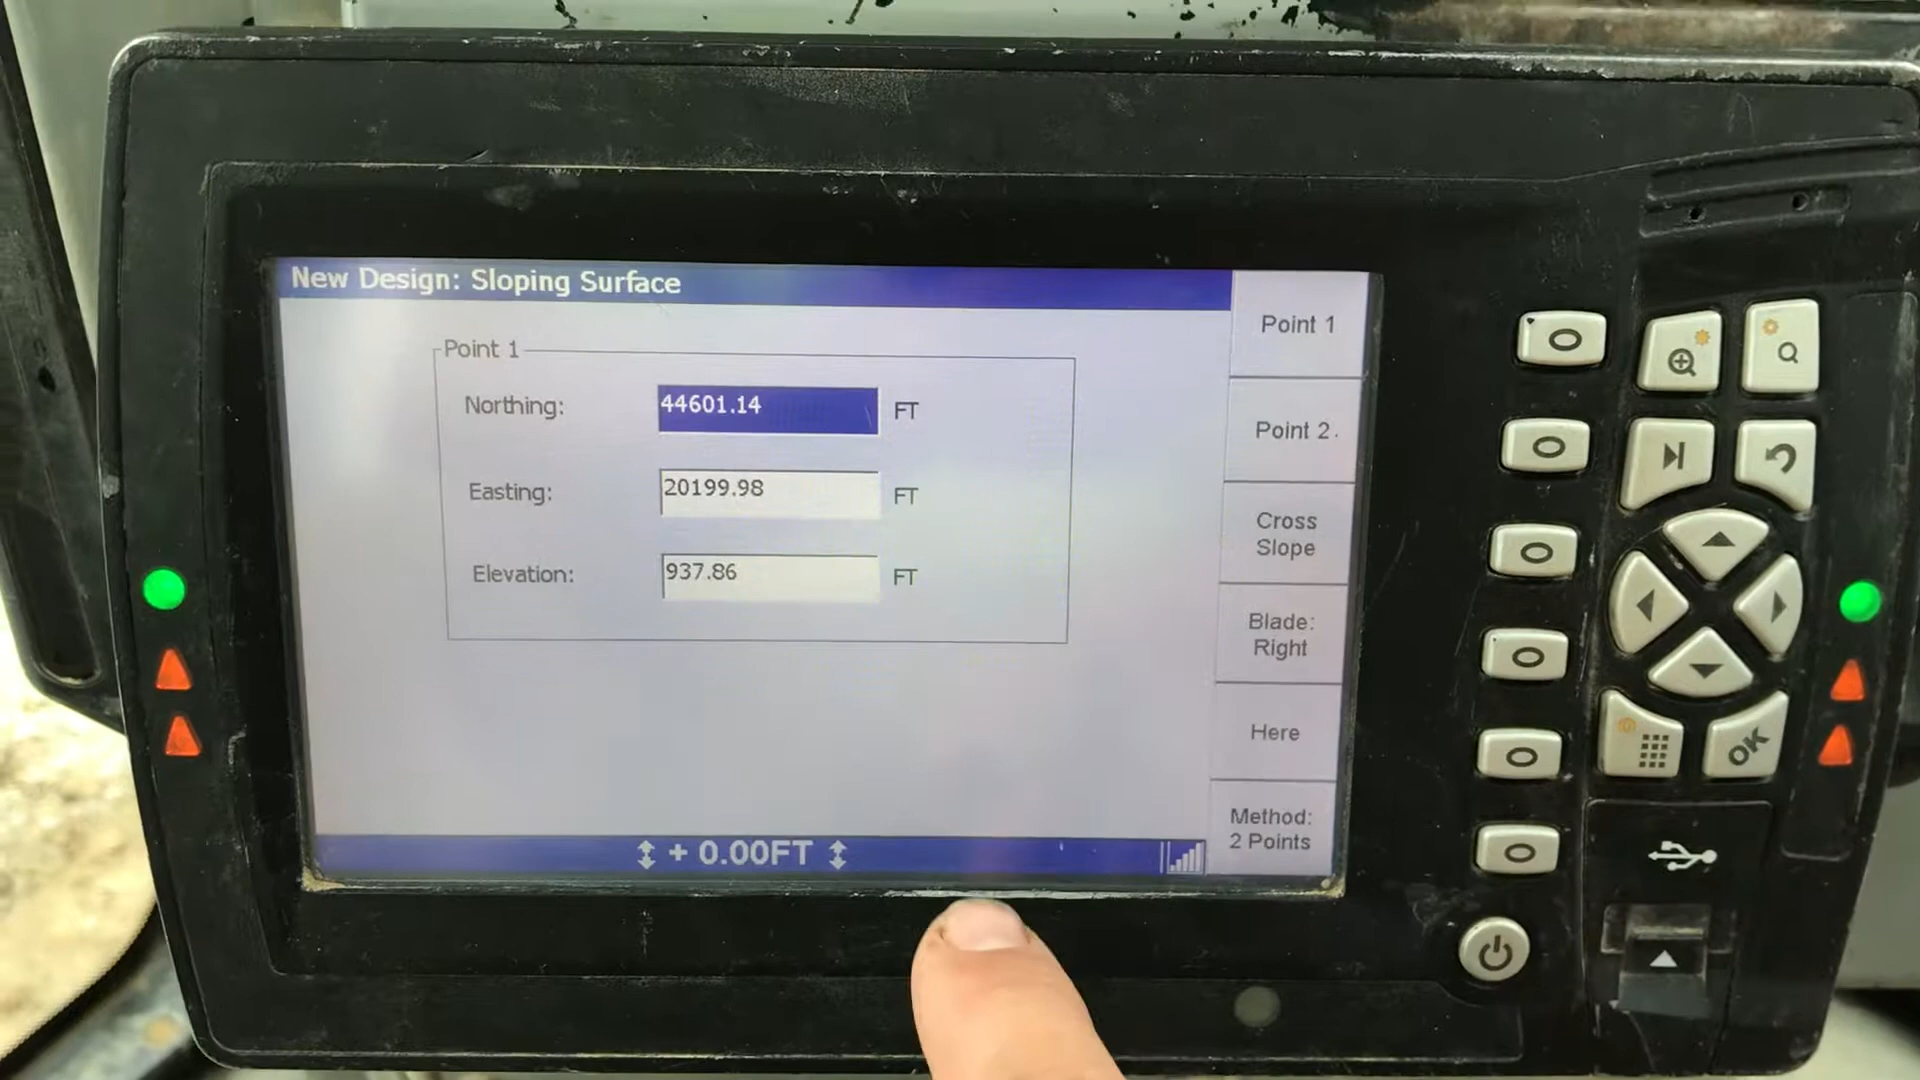 New Design: Sloping Surface
Point 1
Northing: 44601.14 FT
Easting: 20199.98 FT
Elevation: 937.86 FT
+ 0.00FT
Point 1
Point 2
Cross
Slope
Blade:
Right
Here
Method:
2 Points
OK